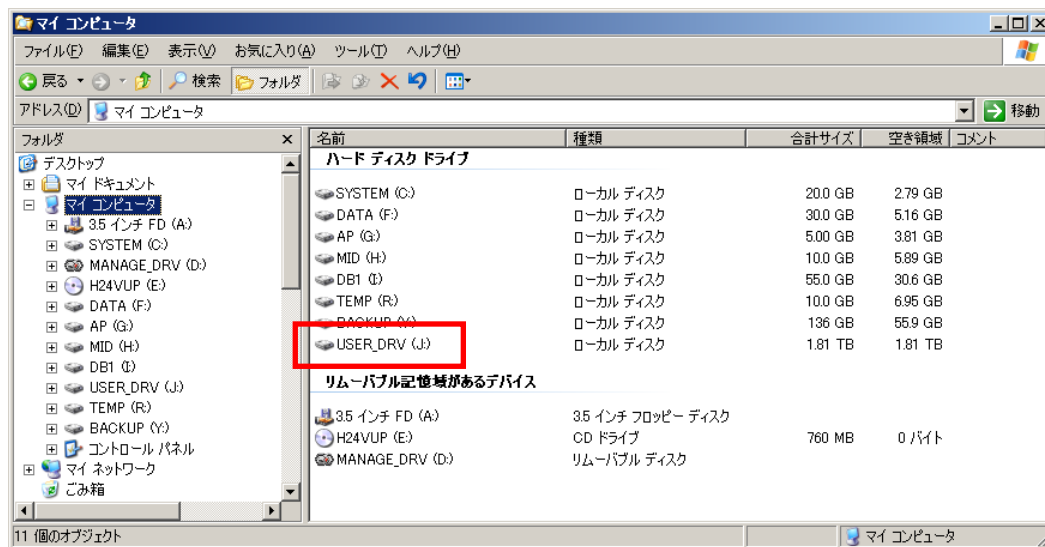 マイ コンピュータ
ファイル(F) 編集(E) 表示(V) お気に入り(A) ツール(T) ヘルプ(H)
戻る 検索 フォルダ
アドレス(D) マイ コンピュータ 移動
フォルダ x
デスクトップ
マイ ドキュメント
マイ コンピュータ
3.5 インチ FD (A:)
SYSTEM (C:)
MANAGE_DRV (D:)
H24VUP (E:)
DATA (F:)
AP (G:)
MID (H:)
DB1 (I:)
USER_DRV (J:)
TEMP (R:)
BACKUP (Y:)
コントロール パネル
マイ ネットワーク
ごみ箱
名前 種類 合計サイズ 空き領域 コメント
ハード ディスク ドライブ
SYSTEM (C:) ローカル ディスク 20.0 GB 2.79 GB
DATA (F:) ローカル ディスク 30.0 GB 5.16 GB
AP (G:) ローカル ディスク 5.00 GB 3.81 GB
MID (H:) ローカル ディスク 10.0 GB 5.89 GB
DB1 (I:) ローカル ディスク 55.0 GB 30.6 GB
TEMP (R:) ローカル ディスク 10.0 GB 6.95 GB
BACKUP (Y:) ローカル ディスク 136 GB 55.9 GB
USER_DRV (J:) ローカル ディスク 1.81 TB 1.81 TB
リムーバブル記憶域があるデバイス
3.5 インチ FD (A:) 3.5 インチ フロッピー ディスク
H24VUP (E:) CD ドライブ 760 MB 0 バイト
MANAGE_DRV (D:) リムーバブル ディスク
11 個のオブジェクト マイ コンピュータ